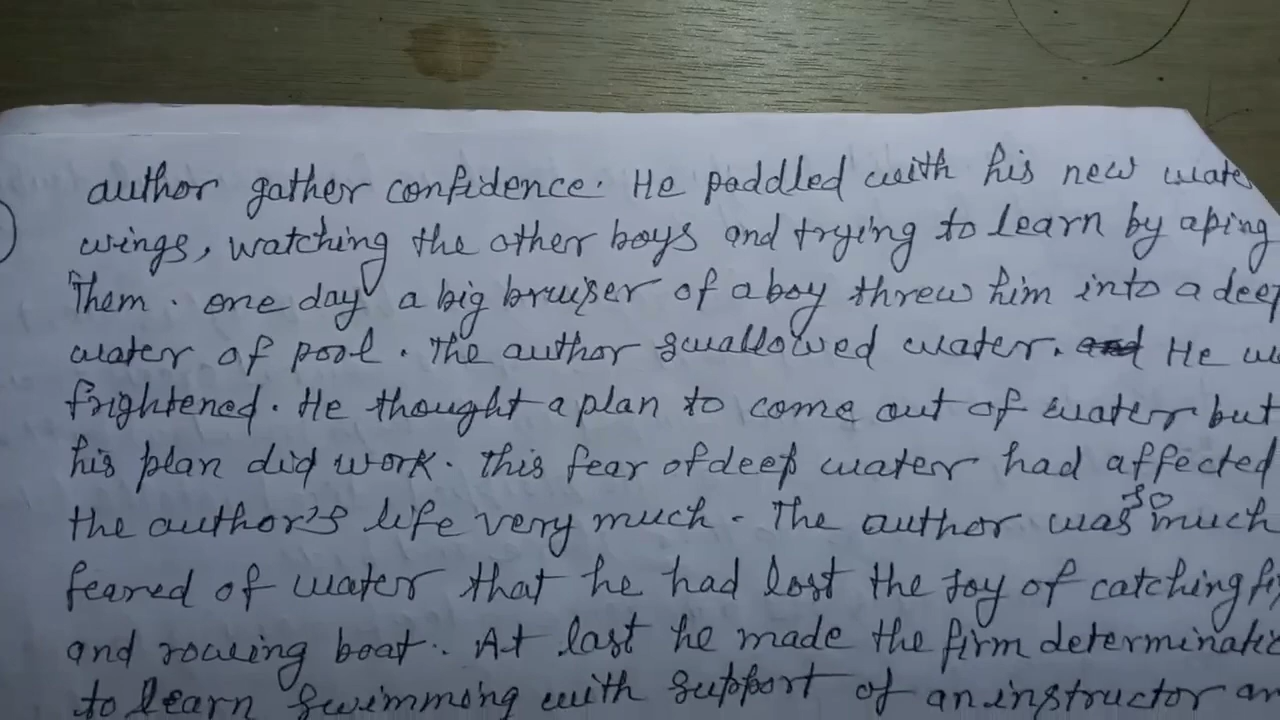 author gather confidence. He paddled with his new wate
wings, watching the other boys and trying to learn by aping
them. one day a big bruiser of a boy threw him into a deep
water of pool. The author swallowed water. and He w
frightened. He thought a plan to come out of water but
his plan did work. This fear of deep water had affected
the author's life very much. The author was so much
feared of water that he had lost the joy of catching fi
and rowing boat. At last he made the firm determinatio
to learn swimming with support of an instructor an